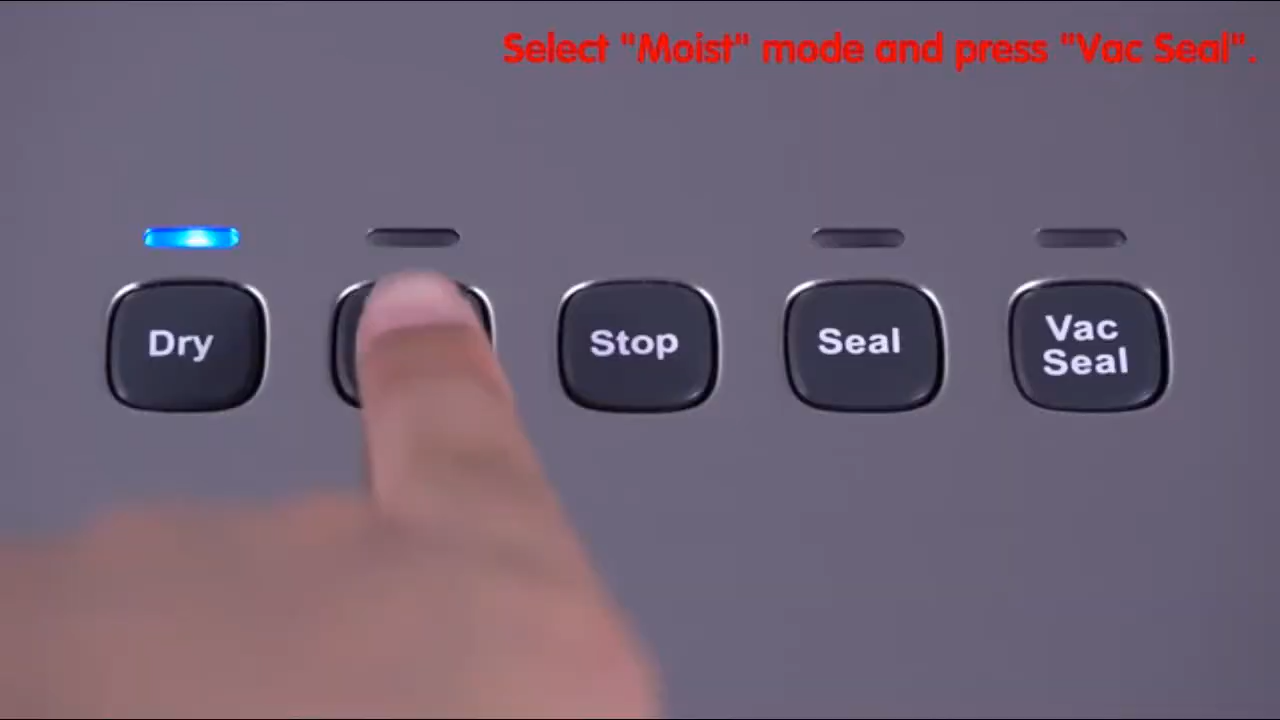 Select "Moist" mode and press "Vac Seal".
Dry
Stop
Seal
Vac
Seal